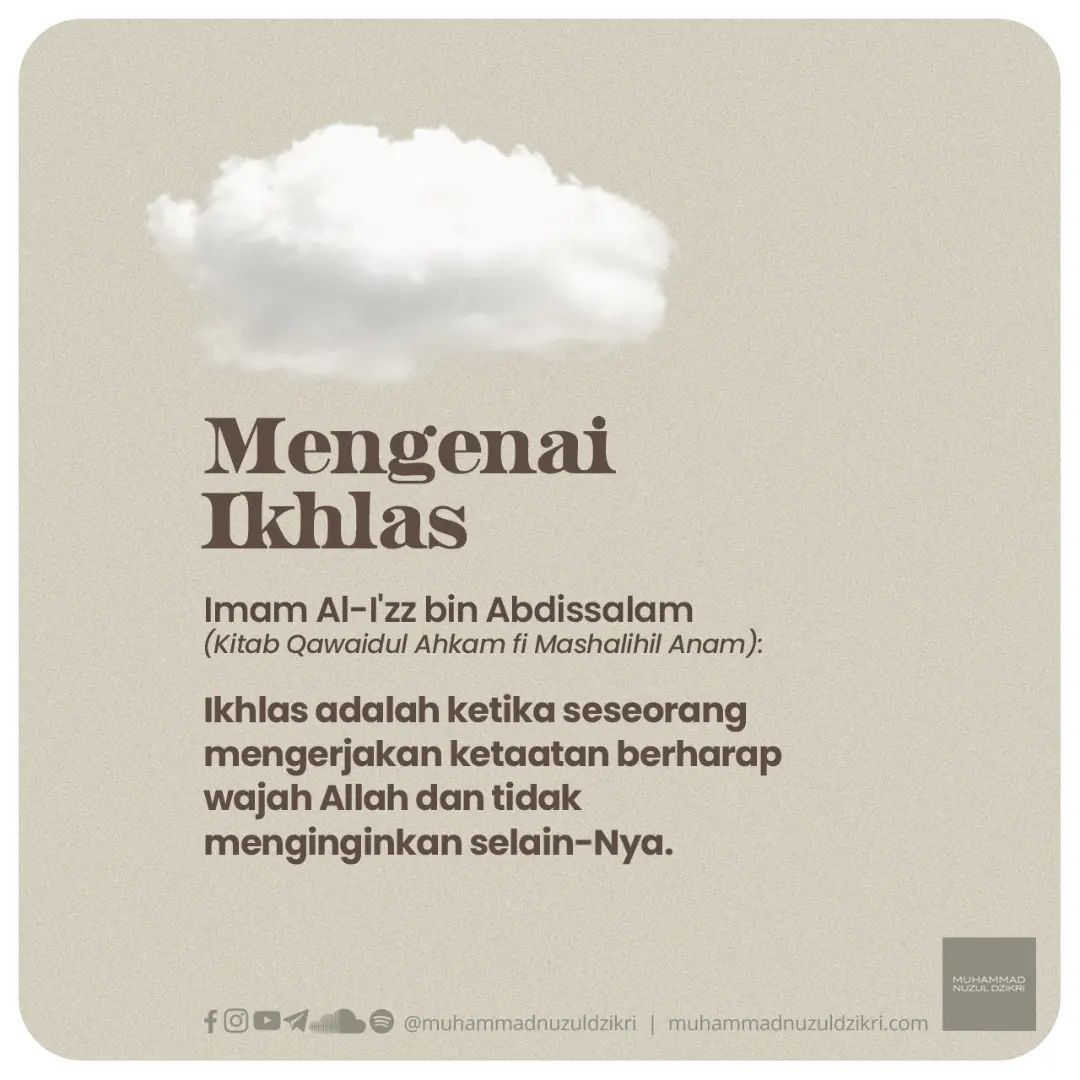 Mengenai
Ikhlas
Imam Al-I'zz bin Abdissalam
(Kitab Qawaidul Ahkam fi Mashalihil Anam):
Ikhlas adalah ketika seseorang
mengerjakan ketaatan berharap
wajah Allah dan tidak
menginginkan selain-Nya.
@muhammadnuzuldzikri | muhammadnuzuldzikri.com
MUHAMMAD
NUZUL DZIKRI